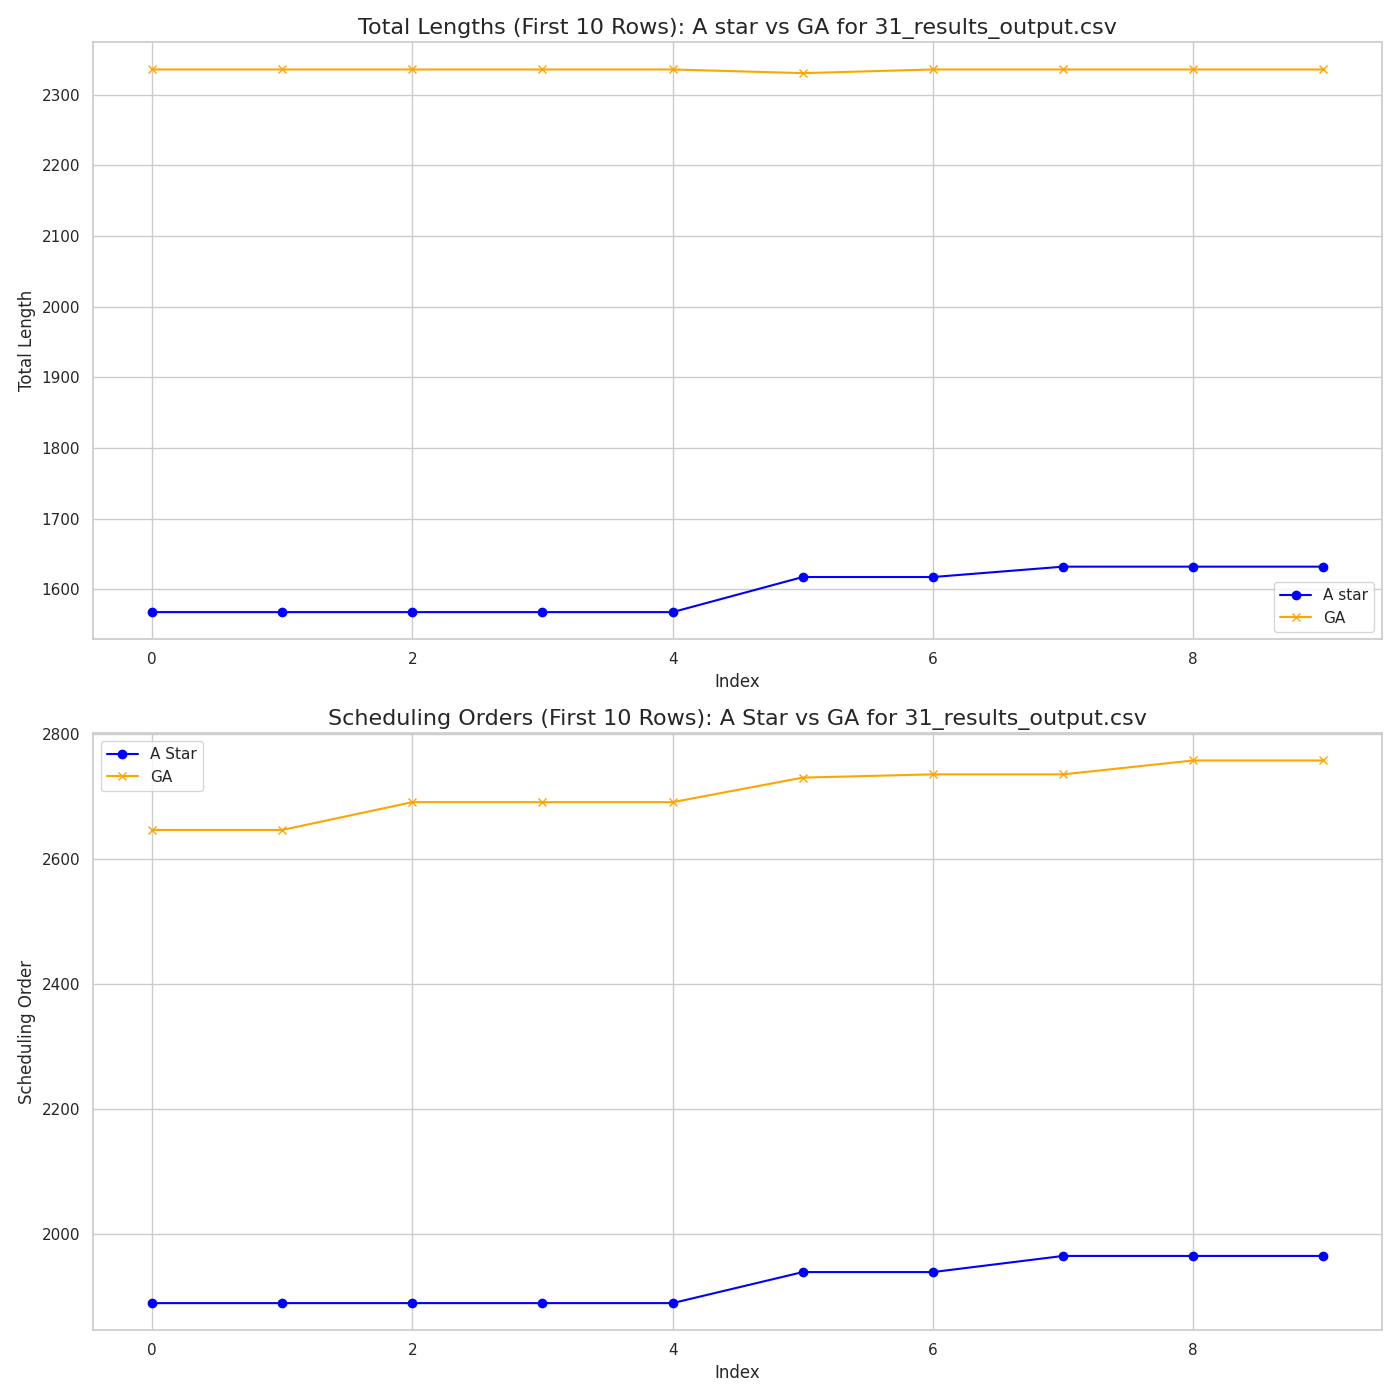 Total Lengths (First 10 Rows): A star vs GA for 31_results_output.csv
2300
2200
2100
2000
1900
1800
1700
1600
Total Length
A star
GA
0 2 4 6 8
Index
Scheduling Orders (First 10 Rows): A Star vs GA for 31_results_output.csv
A Star
GA
2800
2600
2400
2200
2000
Scheduling Order
0 2 4 6 8
Index